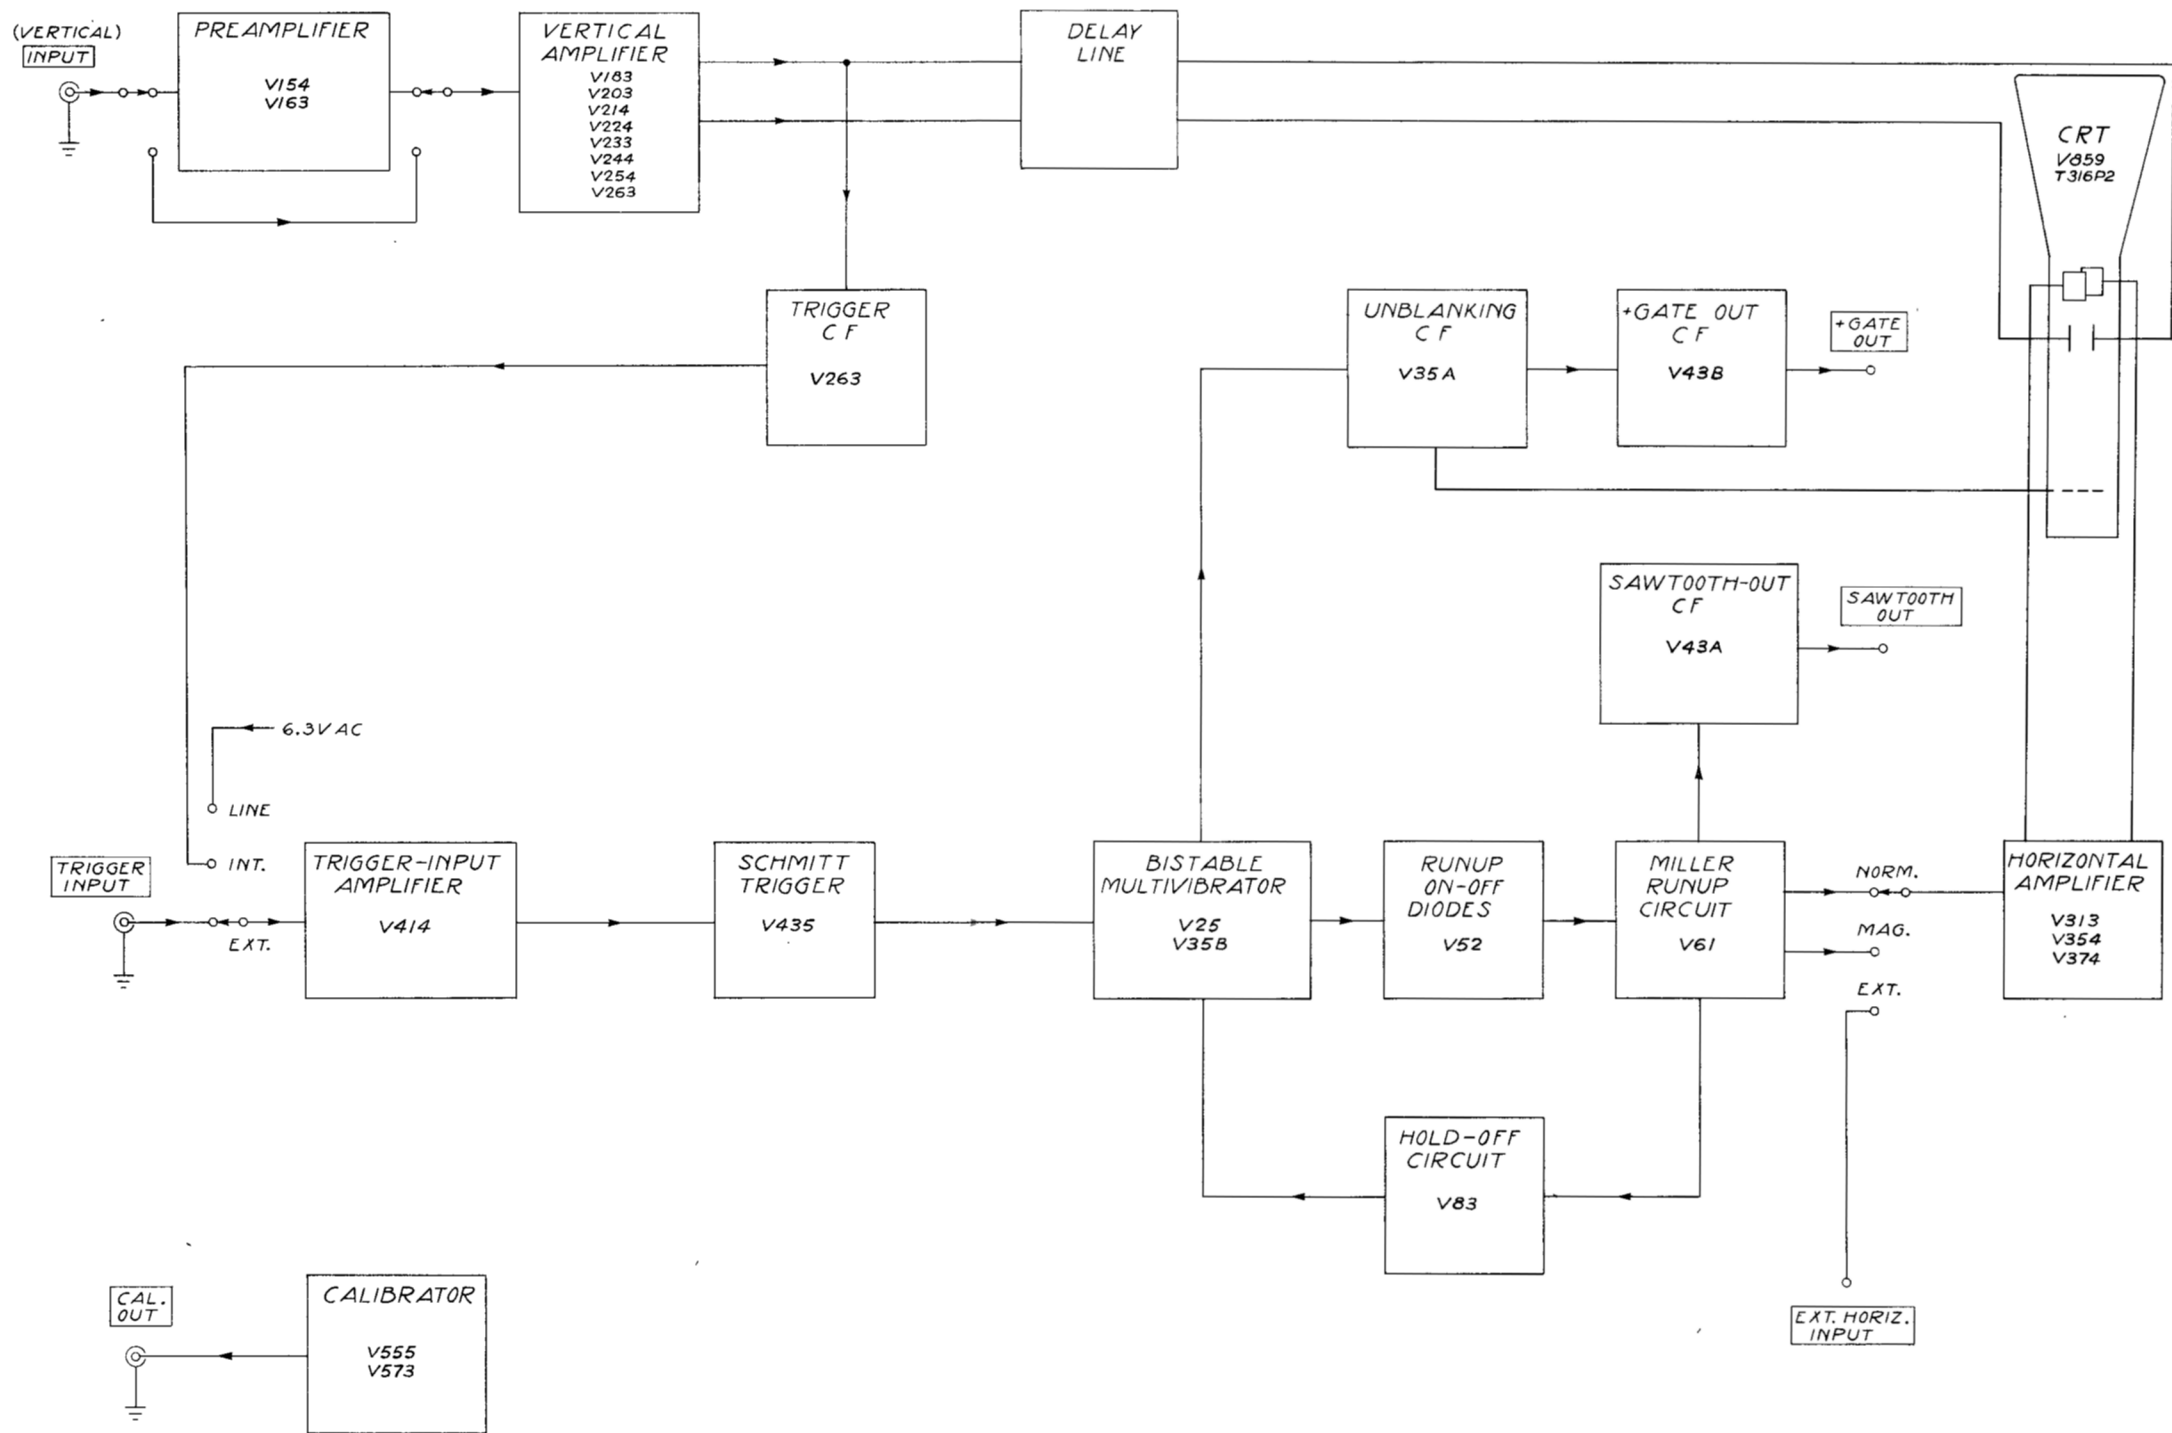 (VERTICAL)
INPUT
PREAMPLIFIER
V154
V163
VERTICAL
AMPLIFIER
V183
V203
V214
V224
V233
V244
V254
V263
DELAY
LINE
CRT
V859
T316P2
TRIGGER
CF
V263
UNBLANKING
CF
V35A
+GATE OUT
CF
V43B
+GATE
OUT
SAWTOOTH-OUT
CF
V43A
SAWTOOTH
OUT
6.3V AC
LINE
INT.
EXT.
TRIGGER
INPUT
TRIGGER-INPUT
AMPLIFIER
V414
SCHMITT
TRIGGER
V435
BISTABLE
MULTIVIBRATOR
V25
V35B
RUNUP
ON-OFF
DIODES
V52
MILLER
RUNUP
CIRCUIT
V61
NORM.
MAG.
EXT.
HORIZONTAL
AMPLIFIER
V313
V354
V374
HOLD-OFF
CIRCUIT
V83
EXT. HORIZ.
INPUT
CAL.
OUT
CALIBRATOR
V555
V573